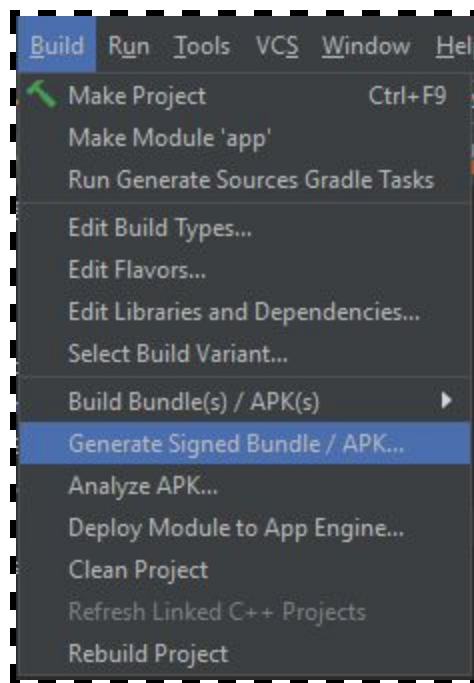 Build Run Tools VCS Window Hel
Make Project Ctrl+F9
Make Module 'app'
Run Generate Sources Gradle Tasks
Edit Build Types...
Edit Flavors...
Edit Libraries and Dependencies...
Select Build Variant...
Build Bundle(s) / APK(s)
Generate Signed Bundle / APK...
Analyze APK...
Deploy Module to App Engine...
Clean Project
Refresh Linked C++ Projects
Rebuild Project